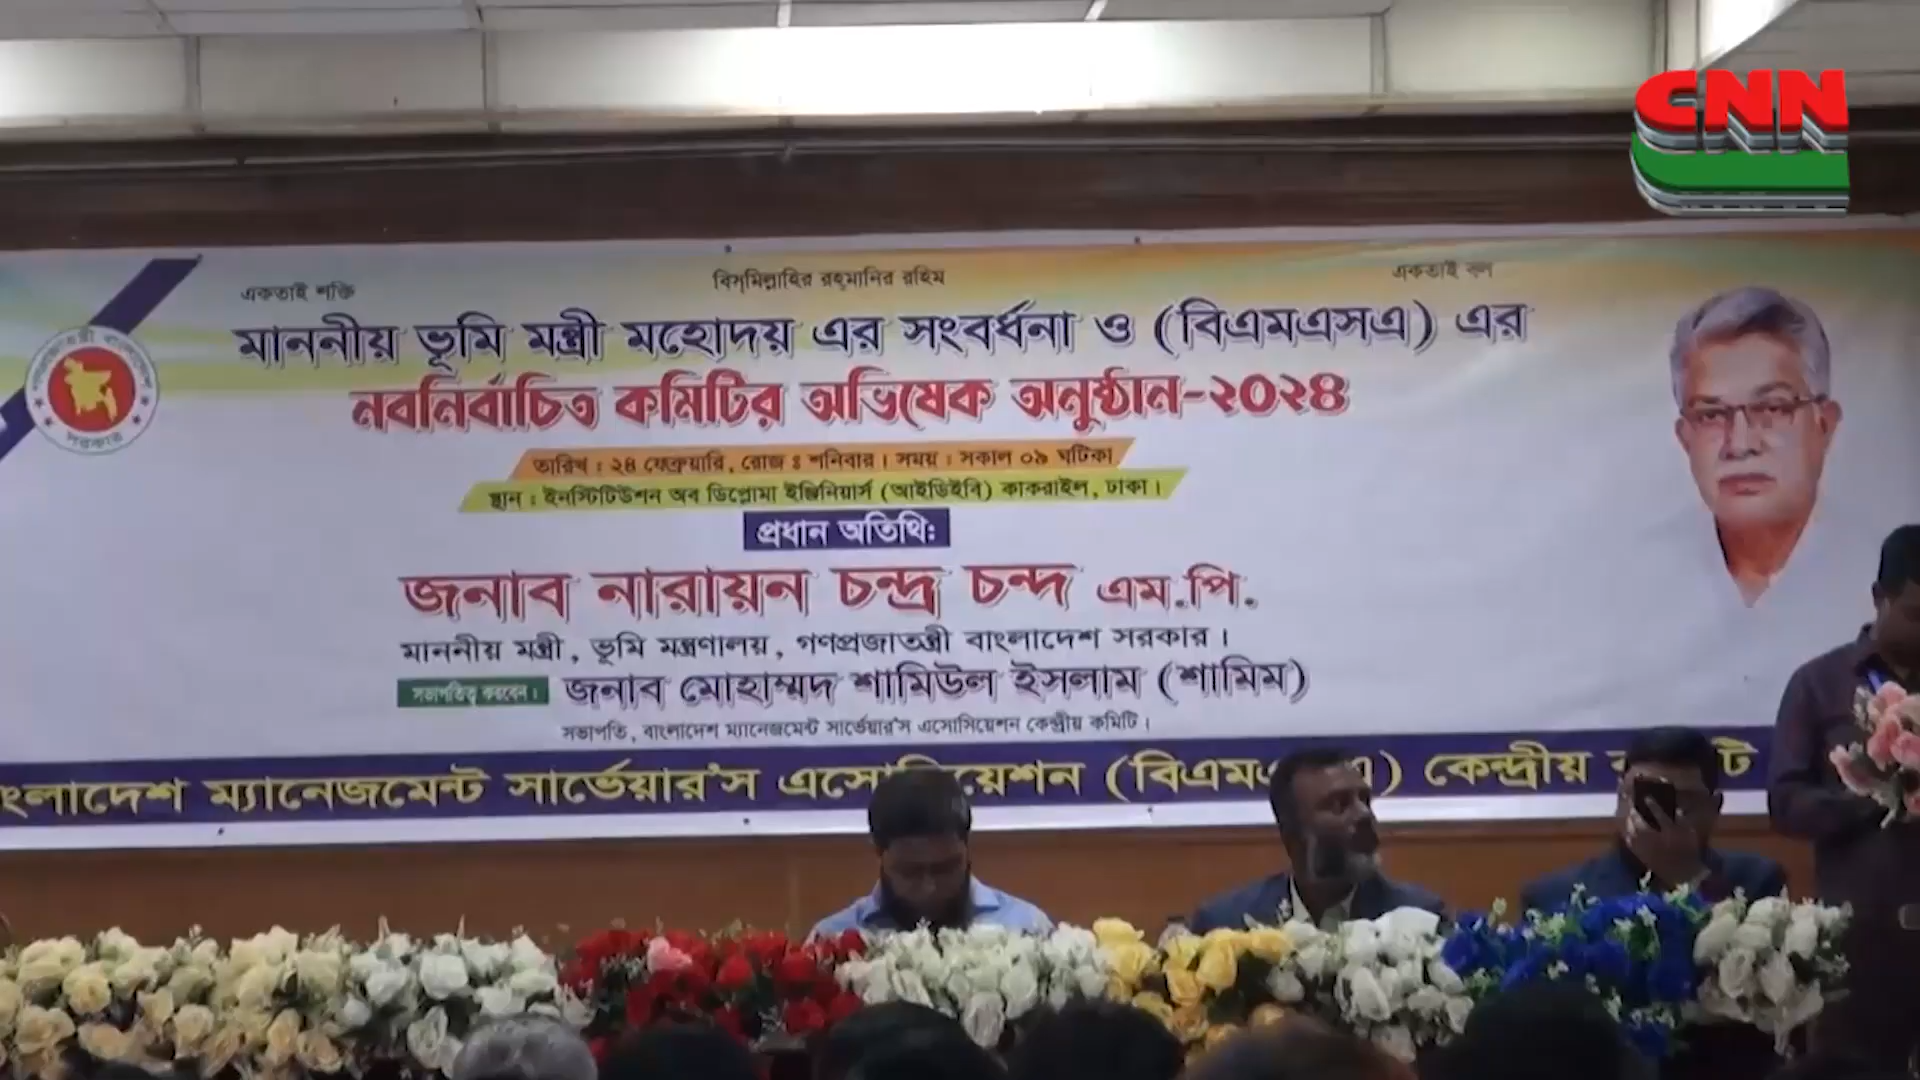 CNN
বিস্‌মিল্লাহির রহ্‌মানির রহিম
একতাই শক্তি
একতাই বল
মাননীয় ভূমি মন্ত্রী মহোদয় এর সংবর্ধনা ও (বিএমএসএ) এর
নবনির্বাচিত কমিটির অভিষেক অনুষ্ঠান-২০২৪
তারিখ : ২৪ ফেব্রুয়ারি, রোজ ঃ শনিবার। সময় : সকাল ০৯ ঘটিকা
স্থান : ইনস্টিটিউশন অব ডিপ্লোমা ইঞ্জিনিয়ার্স (আইডিইবি) কাকরাইল, ঢাকা।
প্রধান অতিথি:
জনাব নারায়ন চন্দ্র চন্দ এম.পি.
মাননীয় মন্ত্রী, ভূমি মন্ত্রণালয়, গণপ্রজাতন্ত্রী বাংলাদেশ সরকার।
সভাপতিত্ব করবেন। জনাব মোহাম্মদ শামিউল ইসলাম (শামিম)
সভাপতি, বাংলাদেশ ম্যানেজমেন্ট সার্ভেয়ার'স এসোসিয়েশন কেন্দ্রীয় কমিটি।
ংলাদেশ ম্যানেজমেন্ট সার্ভেয়ার'স এসো য়েশন (বিএম এ) কেন্দ্রীয় টি